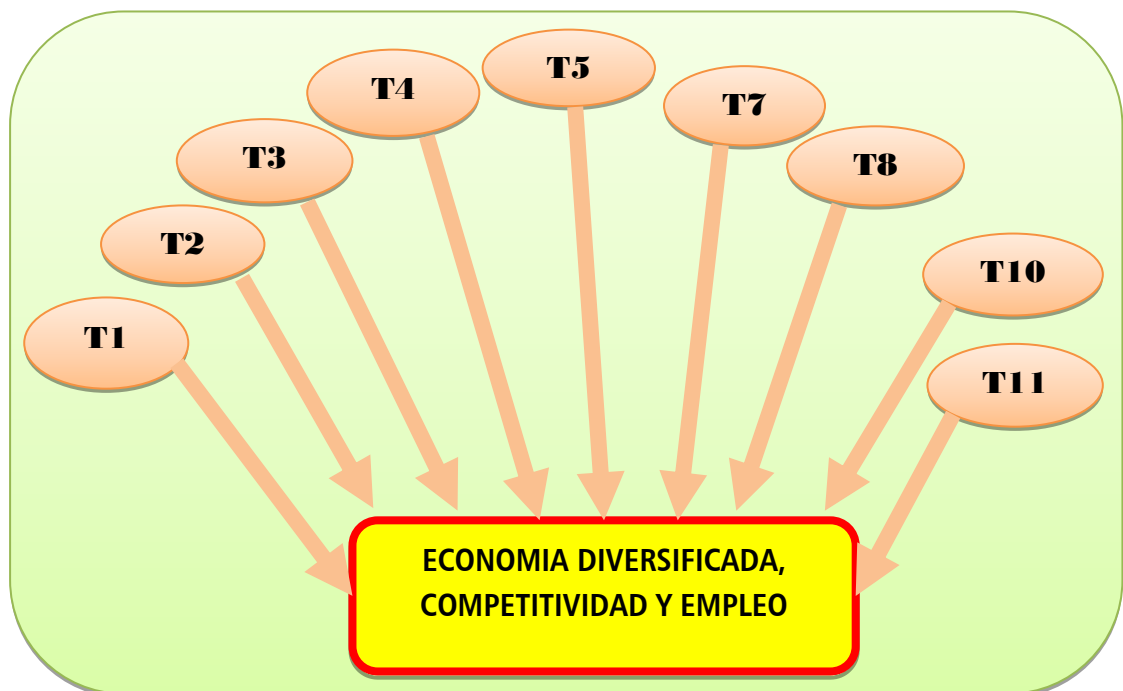 T5
T4
T7
T3
T8
T2
T10
T1
T11
ECONOMIA DIVERSIFICADA,
COMPETITIVIDAD Y EMPLEO